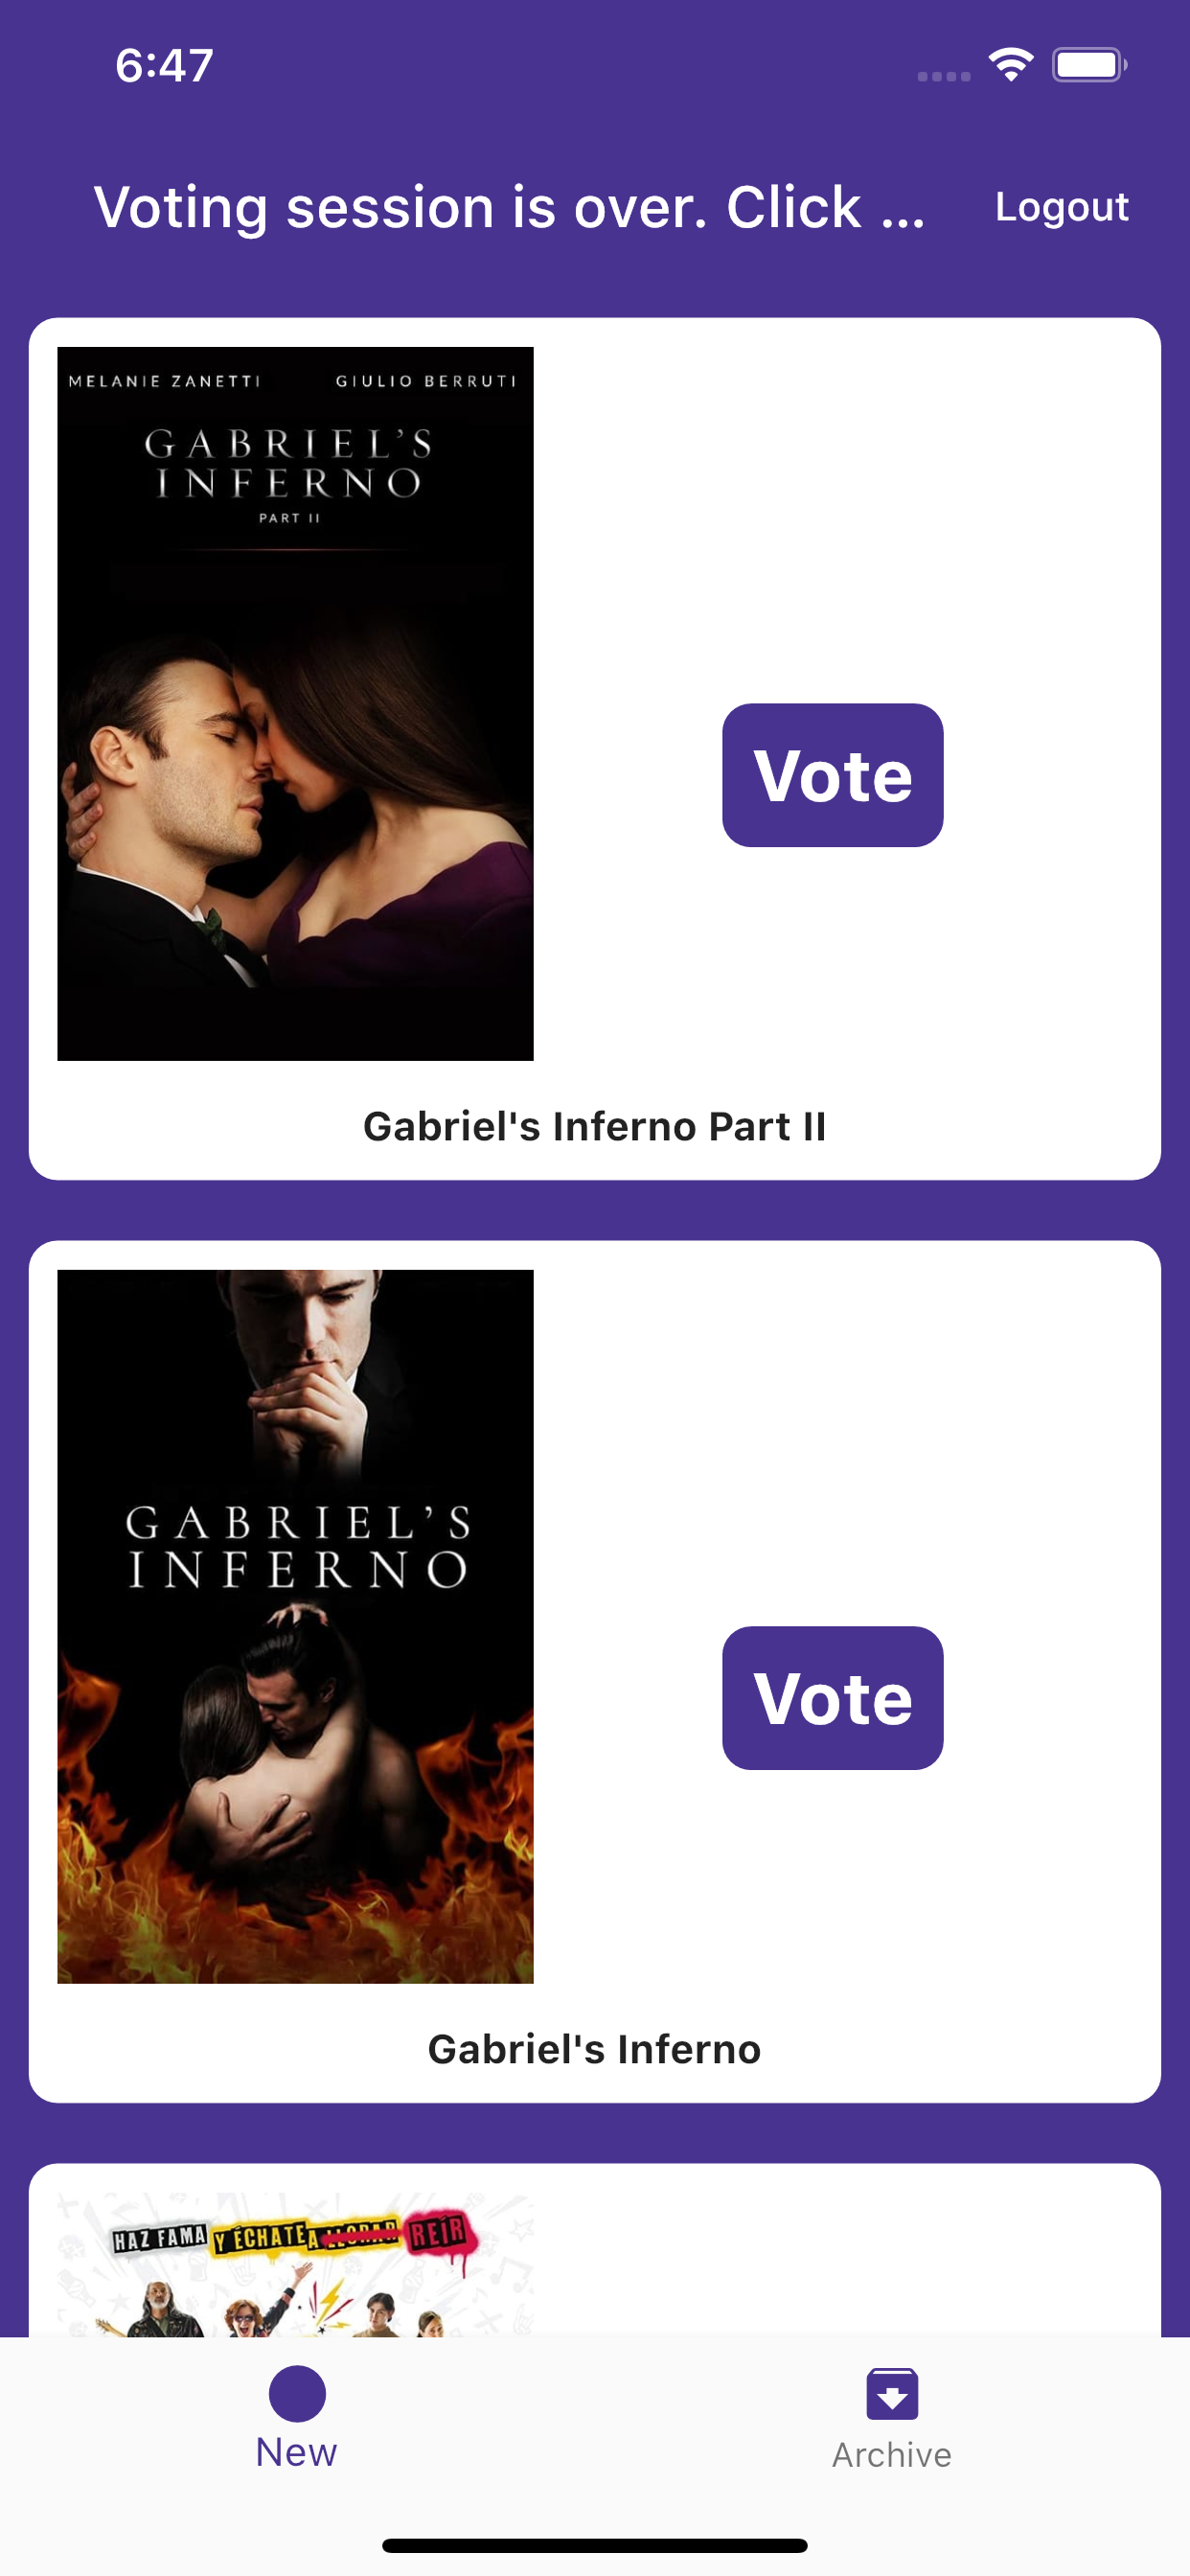 6:47
Voting session is over. Click ...
Logout
MELANIE ZANETTI
GIULIO BERRUTI
GABRIEL'S
INFERNO
PART II
Vote
Gabriel's Inferno Part II
GABRIEL'S
INFERNO
Vote
Gabriel's Inferno
HAZ FAMA Y ÉCHATE A LLORAR REÍR
New
Archive